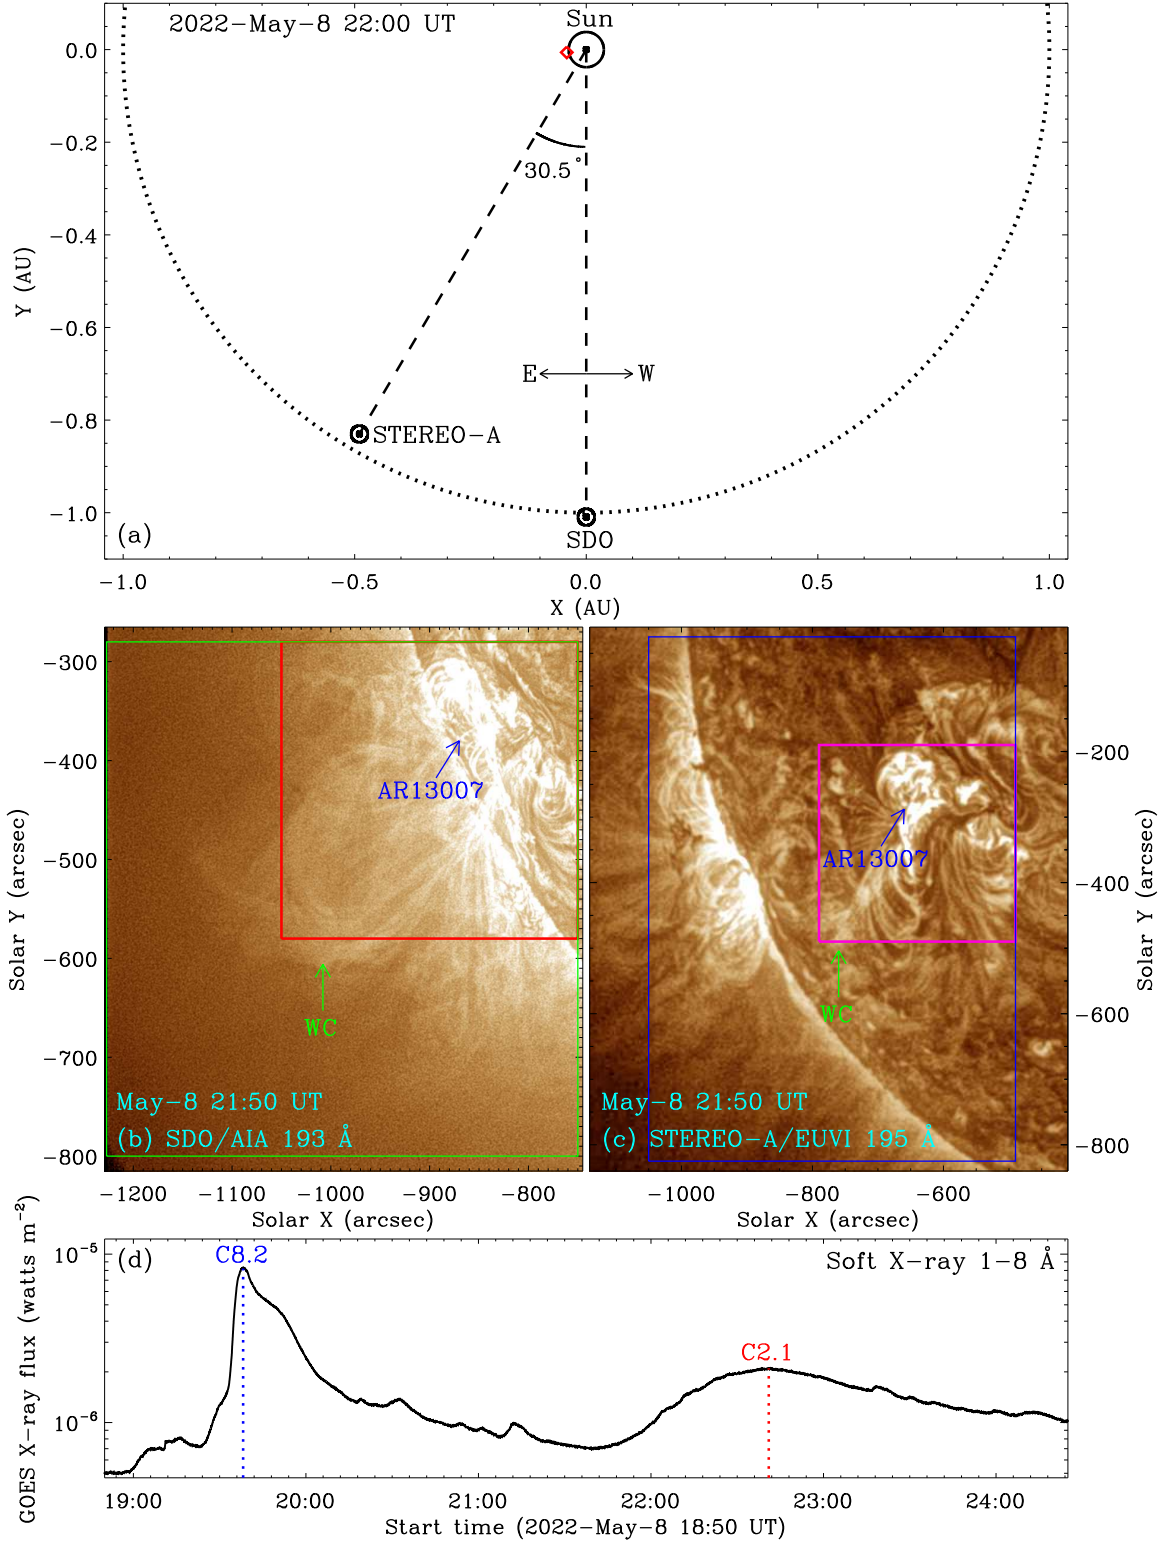 2022-May-8 22:00 UT
Sun
0.0
-0.2
-0.4
-0.6
-0.8
-1.0
Y (AU)
30.5°
E
W
STEREO-A
SDO
(a)
-1.0
-0.5
0.0
0.5
1.0
X (AU)
-300
-400
-500
-600
-700
-800
Solar Y (arcsec)
AR13007
WC
May-8 21:50 UT
(b) SDO/AIA 193 Å
-1200
-1100
-1000
-900
-800
Solar X (arcsec)
AR13007
WC
May-8 21:50 UT
(c) STEREO-A/EUVI 195 Å
-200
-400
-600
-800
Solar Y (arcsec)
-1000
-800
-600
Solar X (arcsec)
(d)
C8.2
Soft X-ray 1-8 Å
C2.1
10⁻⁵
10⁻⁶
GOES X-ray flux (watts m⁻²)
19:00
20:00
21:00
22:00
23:00
24:00
Start time (2022-May-8 18:50 UT)